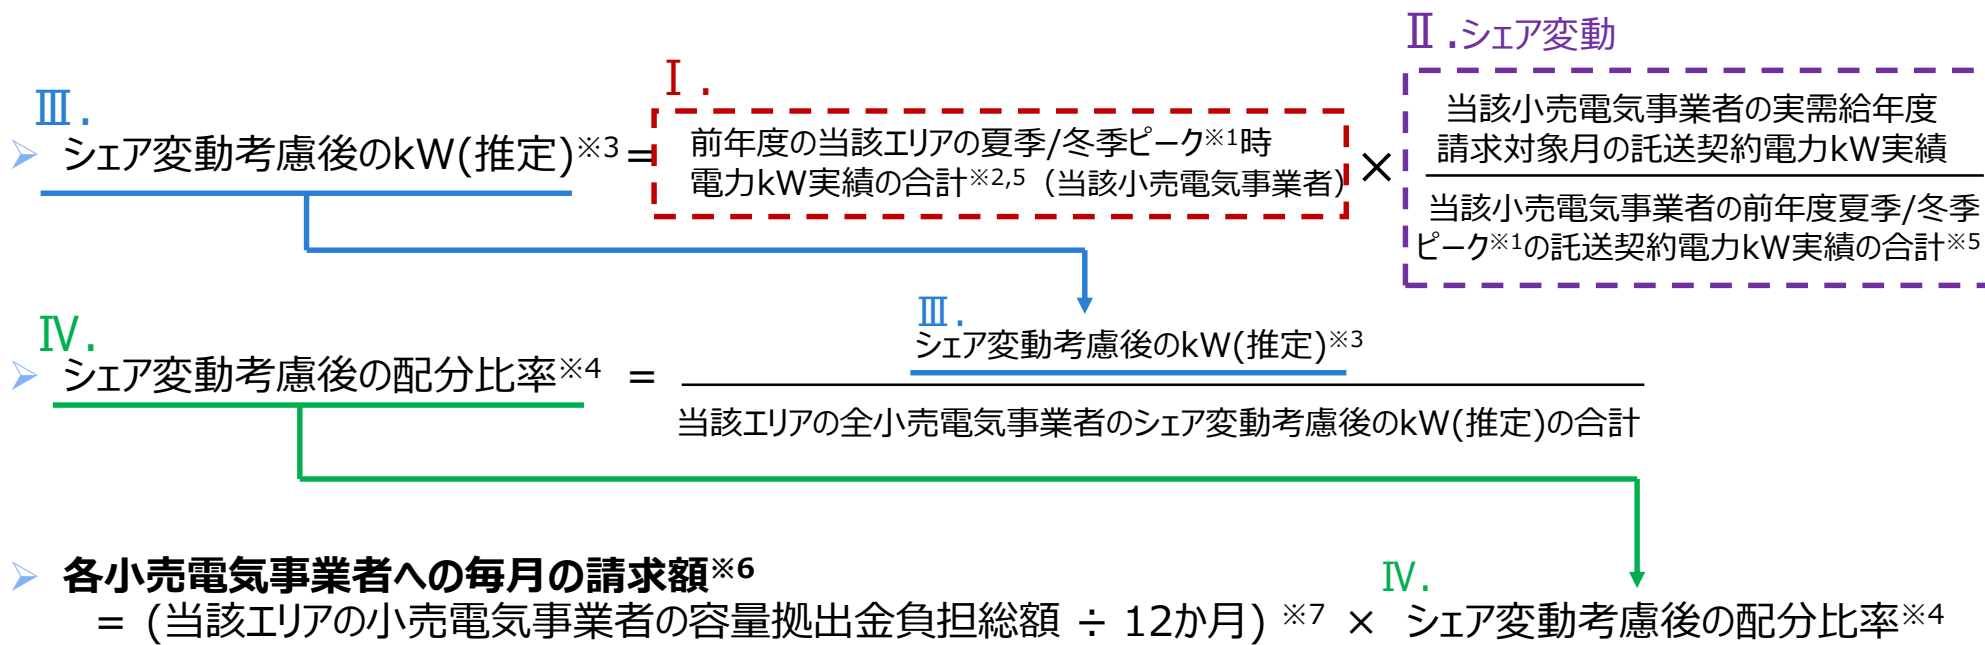 Ⅱ.シェア変動
Ⅰ.
Ⅲ.
➢ シェア変動考慮後のkW(推定)※3=
前年度の当該エリアの夏季/冬季ピーク※1時
電力kW実績の合計※2,5（当該小売電気事業者）
×
当該小売電気事業者の実需給年度
請求対象月の託送契約電力kW実績
当該小売電気事業者の前年度夏季/冬季
ピーク※1の託送契約電力kW実績の合計※5
Ⅳ.
➢ シェア変動考慮後の配分比率※4 =
Ⅲ.
シェア変動考慮後のkW(推定)※3
当該エリアの全小売電気事業者のシェア変動考慮後のkW(推定)の合計
➢ 各小売電気事業者への毎月の請求額※6
Ⅳ.
= (当該エリアの小売電気事業者の容量拠出金負担総額 ÷ 12か月) ※7 × シェア変動考慮後の配分比率※4